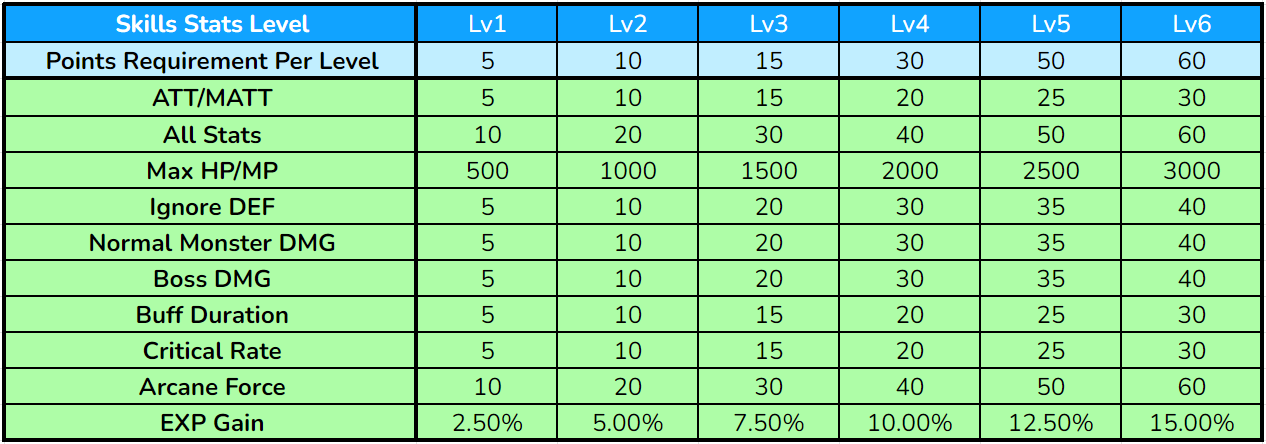 Skills Stats Level Lv1 Lv2 Lv3 Lv4 Lv5 Lv6
Points Requirement Per Level 5 10 15 30 50 60
ATT/MATT 5 10 15 20 25 30
All Stats 10 20 30 40 50 60
Max HP/MP 500 1000 1500 2000 2500 3000
Ignore DEF 5 10 20 30 35 40
Normal Monster DMG 5 10 20 30 35 40
Boss DMG 5 10 20 30 35 40
Buff Duration 5 10 15 20 25 30
Critical Rate 5 10 15 20 25 30
Arcane Force 10 20 30 40 50 60
EXP Gain 2.50% 5.00% 7.50% 10.00% 12.50% 15.00%